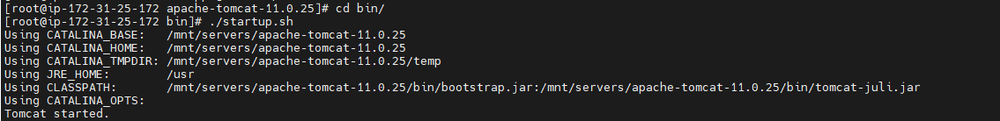 [root@ip-172-31-25-172 apache-tomcat-11.0.25]# cd bin/
[root@ip-172-31-25-172 bin]# ./startup.sh
Using CATALINA_BASE:   /mnt/servers/apache-tomcat-11.0.25
Using CATALINA_HOME:   /mnt/servers/apache-tomcat-11.0.25
Using CATALINA_TMPDIR: /mnt/servers/apache-tomcat-11.0.25/temp
Using JRE_HOME:        /usr
Using CLASSPATH:       /mnt/servers/apache-tomcat-11.0.25/bin/bootstrap.jar:/mnt/servers/apache-tomcat-11.0.25/bin/tomcat-juli.jar
Using CATALINA_OPTS:
Tomcat started.